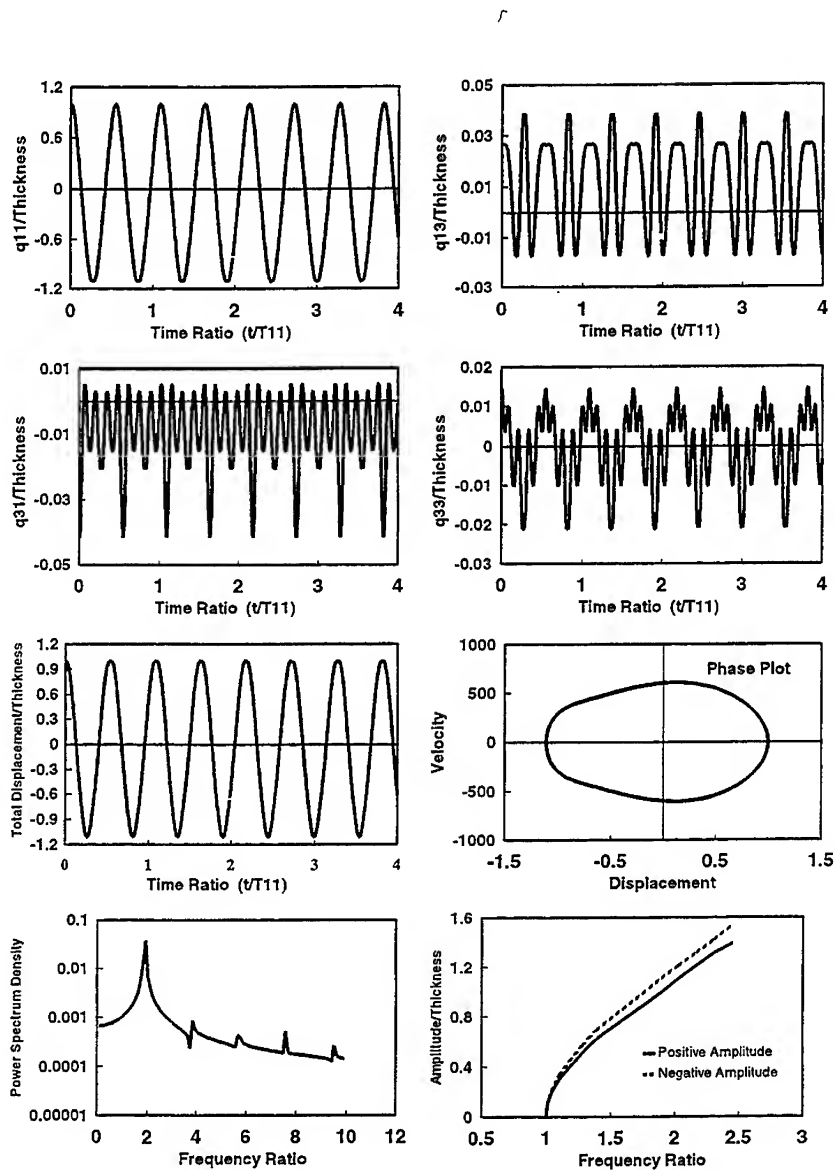 1.2
0.6
0
-0.6
-1.2
q11/Thickness
0 1 2 3 4
Time Ratio (t/T11)
0.05
0.03
0.01
-0.01
-0.03
q13/Thickness
0 1 2 3 4
Time Ratio (t/T11)
0.01
-0.01
-0.03
-0.05
q31/Thickness
0 1 2 3 4
Time Ratio (t/T11)
0.02
0.01
0
-0.01
-0.02
-0.03
q33/Thickness
0 1 2 3 4
Time Ratio (t/T11)
1.2
0.9
0.6
0.3
0
-0.3
-0.6
-0.9
-1.2
Total Displacement/Thickness
0 1 2 3 4
Time Ratio (t/T11)
1000
500
0
-500
-1000
Velocity
Phase Plot
-1.5 -0.5 0.5 1.5
Displacement
0.1
0.01
0.001
0.0001
0.00001
Power Spectrum Density
0 2 4 6 8 10 12
Frequency Ratio
1.6
1.2
0.8
0.4
0
Amplitude/Thickness
Positive Amplitude
Negative Amplitude
0.5 1 1.5 2 2.5 3
Frequency Ratio